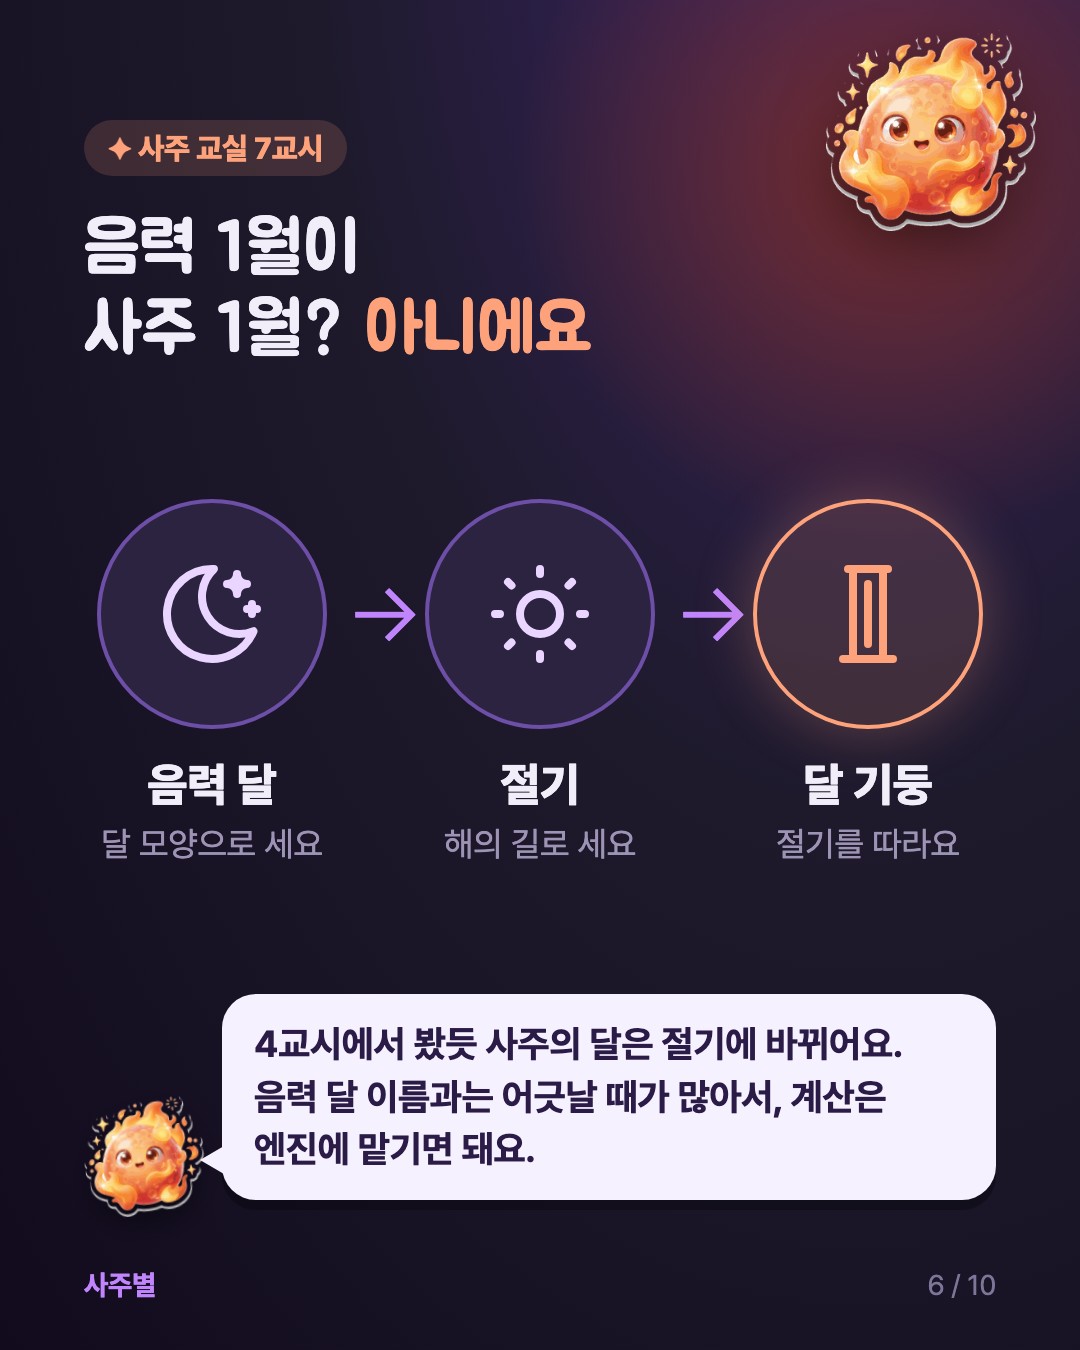 사주 교실 7교시
음력 1월이
사주 1월? 아니에요
음력 달
달 모양으로 세요
절기
해의 길로 세요
달 기둥
절기를 따라요
4교시에서 봤듯 사주의 달은 절기에 바뀌어요.
음력 달 이름과는 어긋날 때가 많아서, 계산은
엔진에 맡기면 돼요.
사주별
6 / 10